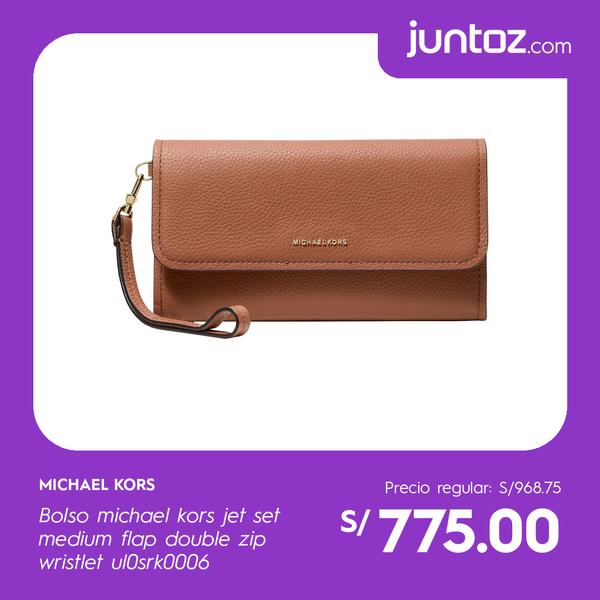 juntoz.com
MICHAEL KORS
MICHAEL KORS
Bolso michael kors jet set
medium flap double zip
wristlet ul0srk0006
Precio regular: S/968.75
S/775.00